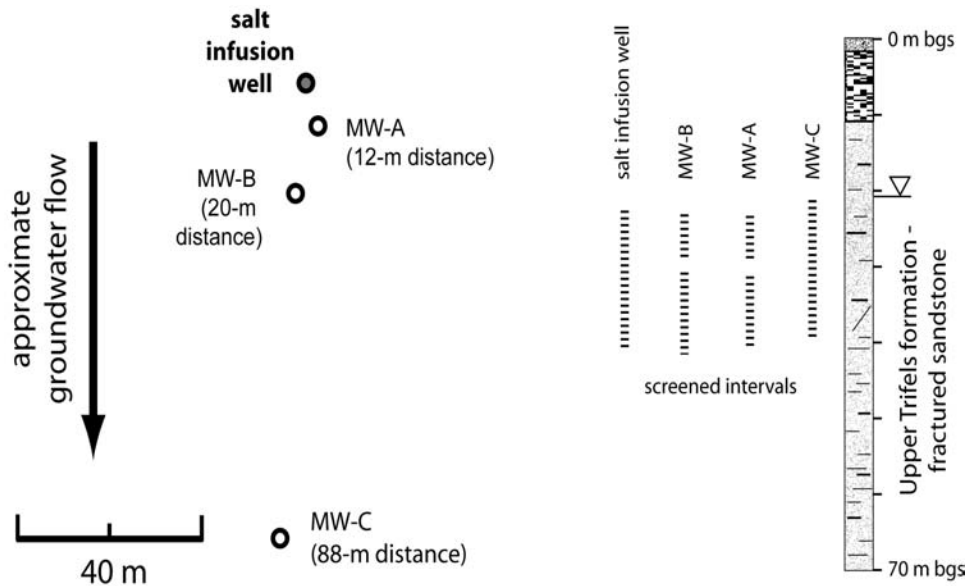 salt
infusion
well
MW-A
(12-m distance)
MW-B
(20-m
distance)
approximate
groundwater flow
MW-C
(88-m distance)
40 m
salt infusion well
MW-B
MW-A
MW-C
screened intervals
0 m bgs
Upper Trifels formation -
fractured sandstone
70 m bgs